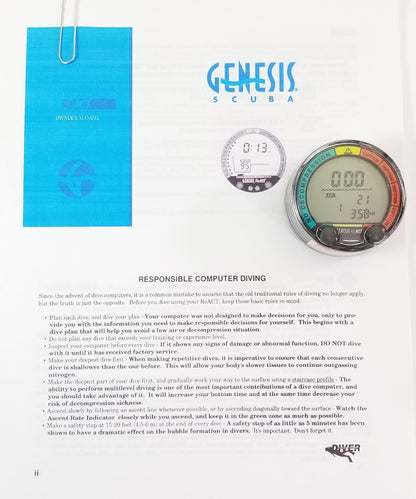 OWNER'S MANUAL
GENESIS
SCUBA
0:13
95
GENESIS ReACT
DECOMPRESSION
0:00
21
1 358
GENESIS ReACT
RESPONSIBLE COMPUTER DIVING
Since the advent of dive computers, it is a common mistake to assume that the old traditional rules of diving no longer apply,
but the truth is just the opposite. Before you dive using your ReACT, keep these basic rules in mind.
• Plan each dive, and dive your plan - Your computer was not designed to make decisions for you, only to pro-
vide you with the information you need to make responsible decisions for yourself. This begins with a
dive plan that will help you avoid a low air or decompression situation.
• Do not plan any dive that exceeds your training or experience level.
• Inspect your computer before every dive - If it shows any signs of damage or abnormal function, DO NOT dive
with it until it has received factory service.
• Make your deepest dive first - When making repetitive dives, it is imperative to ensure that each consecutive
dive is shallower than the one before. This will allow your body's slower tissues to continue outgassing
nitrogen.
• Make the deepest part of your dive first, and gradually work your way to the surface using a staircase profile - The
ability to perform multilevel diving is one of the most important contributions of a dive computer, and
you should take advantage of it. It will increase your bottom time and at the same time decrease your
risk of decompression sickness.
• Ascend slowly by following an ascent line whenever possible, or by ascending diagonally toward the surface - Watch the
Ascent Rate Indicator closely while you ascend, and keep it in the green zone as much as possible.
• Make a safety stop at 15-20 feet (4.5-6 m) at the end of every dive - A safety stop of as little as 5 minutes has been
shown to have a dramatic effect on the bubble formation in divers. It's important. Don't forget it.
DIVER
ii